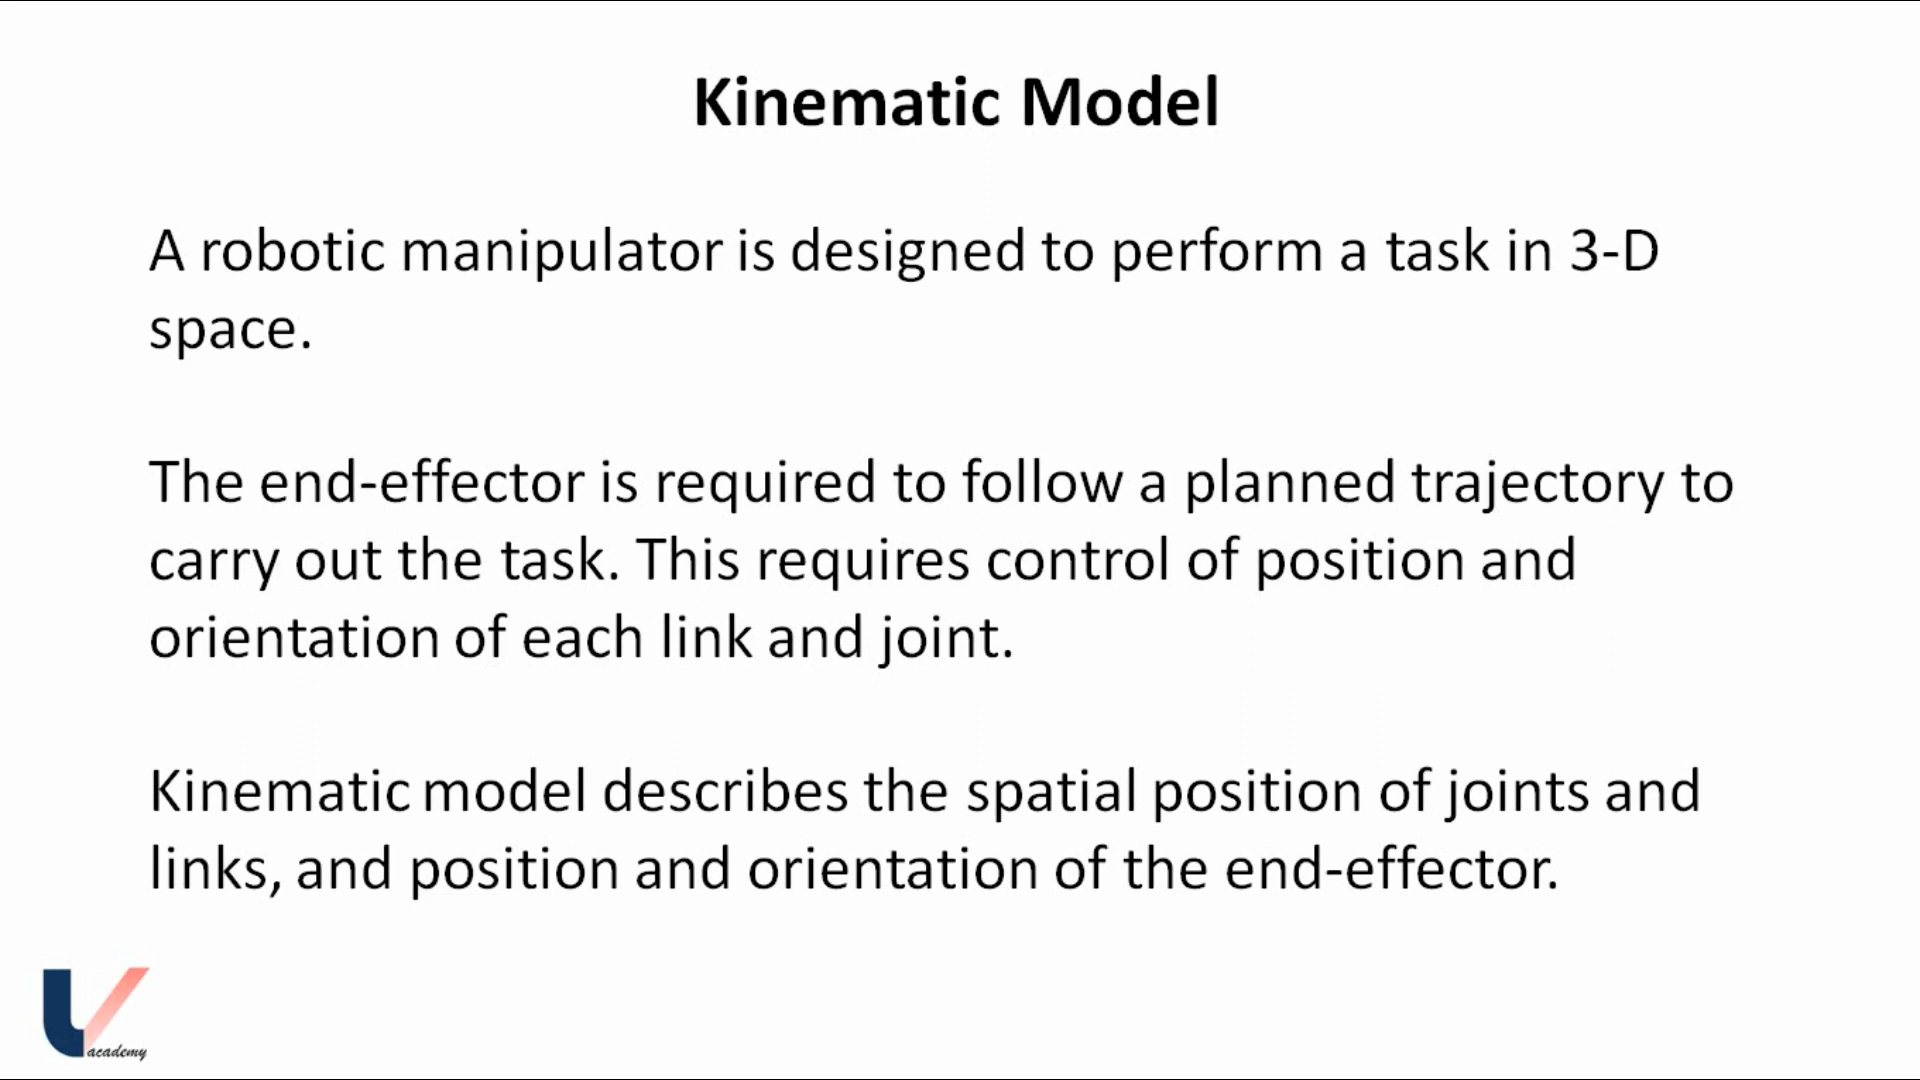 Kinematic Model
A robotic manipulator is designed to perform a task in 3-D
space.
The end-effector is required to follow a planned trajectory to
carry out the task. This requires control of position and
orientation of each link and joint.
Kinematic model describes the spatial position of joints and
links, and position and orientation of the end-effector.
academy